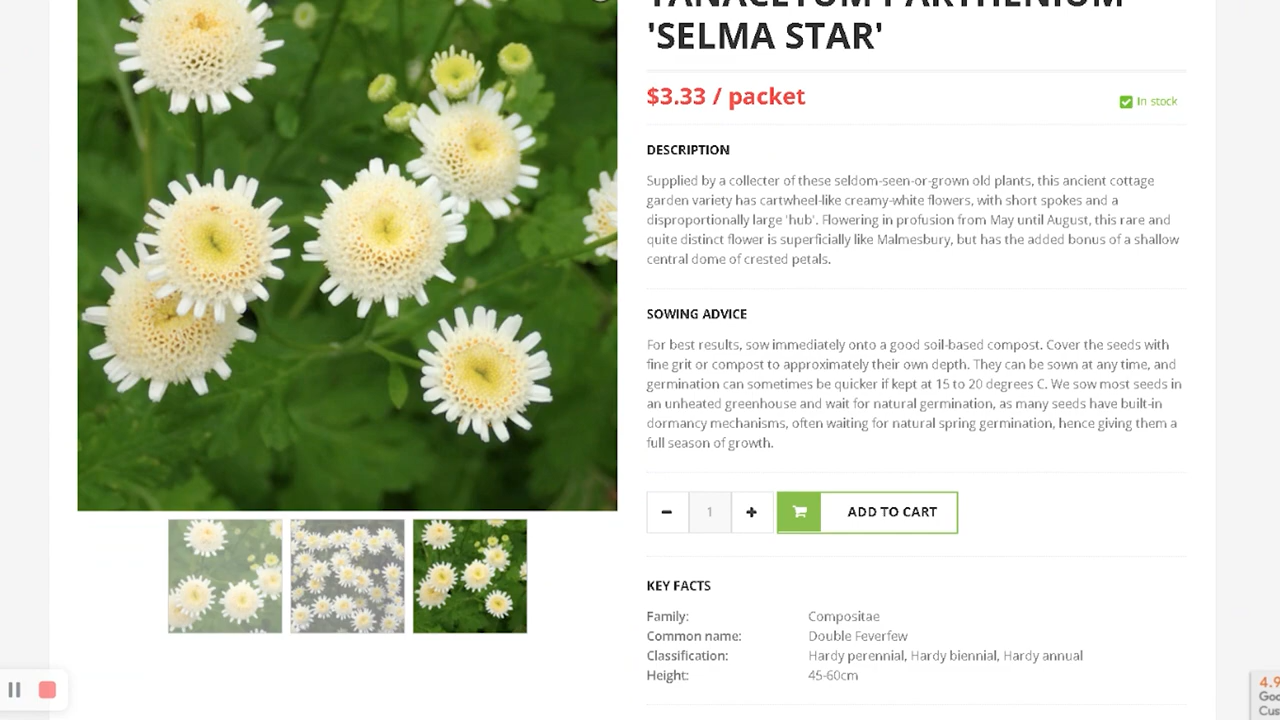 'SELMA STAR'
$3.33 / packet
In stock
DESCRIPTION
Supplied by a collecter of these seldom-seen-or-grown old plants, this ancient cottage
garden variety has cartwheel-like creamy-white flowers, with short spokes and a
disproportionally large 'hub'. Flowering in profusion from May until August, this rare and
quite distinct flower is superficially like Malmesbury, but has the added bonus of a shallow
central dome of crested petals.
SOWING ADVICE
For best results, sow immediately onto a good soil-based compost. Cover the seeds with
fine grit or compost to approximately their own depth. They can be sown at any time, and
germination can sometimes be quicker if kept at 15 to 20 degrees C. We sow most seeds in
an unheated greenhouse and wait for natural germination, as many seeds have built-in
dormancy mechanisms, often waiting for natural spring germination, hence giving them a
full season of growth.
1
ADD TO CART
KEY FACTS
Family: Compositae
Common name: Double Feverfew
Classification: Hardy perennial, Hardy biennial, Hardy annual
Height: 45-60cm
4.9